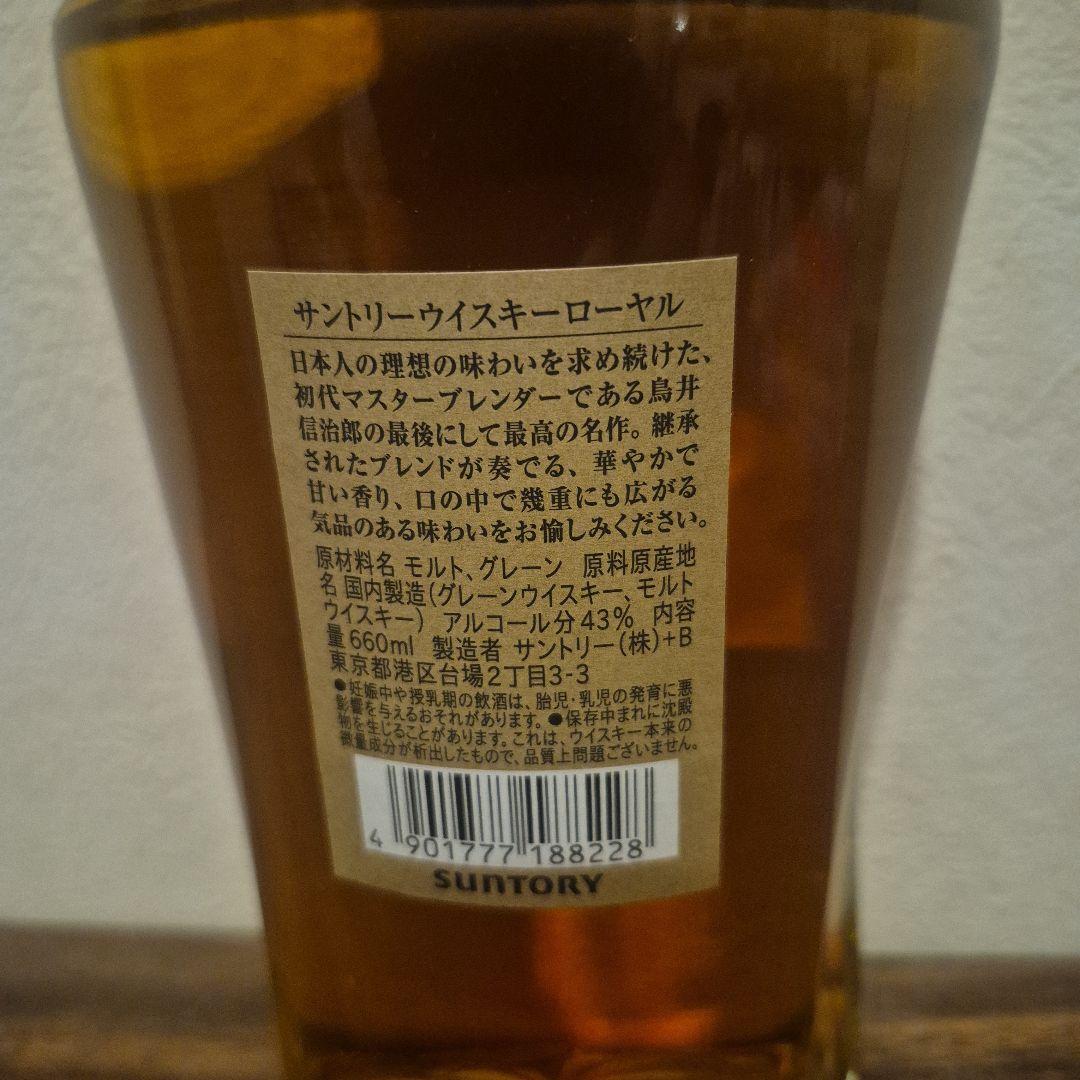 サントリーウイスキーローヤル
日本人の理想の味わいを求め続けた、
初代マスターブレンダーである鳥井
信治郎の最後にして最高の名作。継承
されたブレンドが奏でる、華やかで
甘い香り、口の中で幾重にも広がる
気品のある味わいをお愉しみください。
原材料名 モルト、グレーン 原料原産地
名 国内製造(グレーンウイスキー、モルト
ウイスキー) アルコール分43% 内容
量660ml 製造者 サントリー(株)+B
東京都港区台場2丁目3-3
●妊娠中や授乳期の飲酒は、胎児・乳児の発育に悪
影響を与えるおそれがあります。●保存中まれに沈殿
物を生じることがあります。これは、ウイスキー本来の
微量成分が析出したもので、品質上問題ございません。
4 901777 188228
SUNTORY